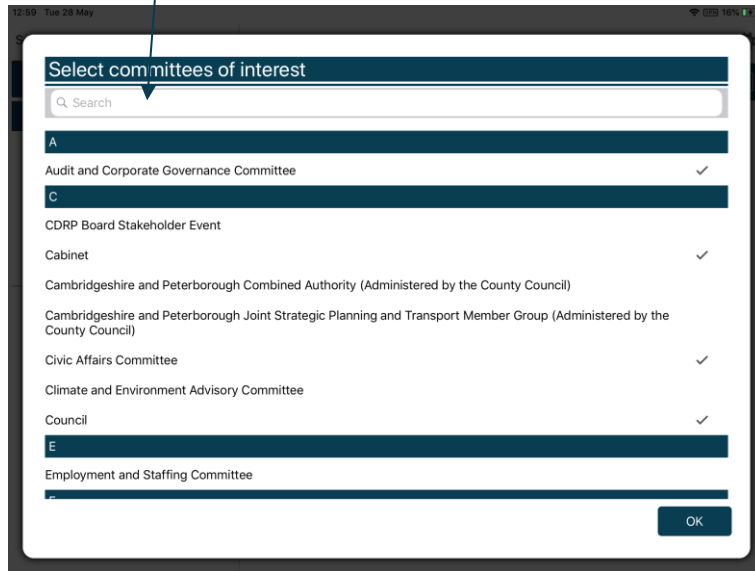 12:59 Tue 28 May
16%
S
Select committees of interest
Search
A
Audit and Corporate Governance Committee
C
CDRP Board Stakeholder Event
Cabinet
Cambridgeshire and Peterborough Combined Authority (Administered by the County Council)
Cambridgeshire and Peterborough Joint Strategic Planning and Transport Member Group (Administered by the
County Council)
Civic Affairs Committee
Climate and Environment Advisory Committee
Council
E
Employment and Staffing Committee
OK